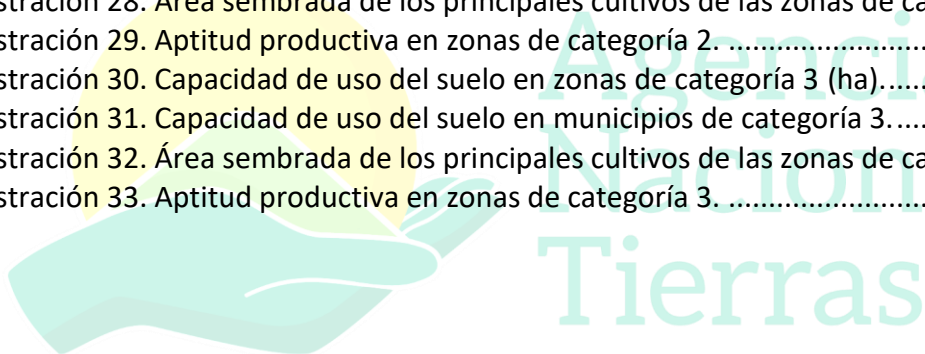 stración 28. Área sembrada de los principales cultivos de las zonas de ca
stración 29. Aptitud productiva en zonas de categoría 2. ......................
stración 30. Capacidad de uso del suelo en zonas de categoría 3 (ha)......
stración 31. Capacidad de uso del suelo en municipios de categoría 3.....
stración 32. Área sembrada de los principales cultivos de las zonas de ca
stración 33. Aptitud productiva en zonas de categoría 3. ......................
Agenci
Nacion
Tierras